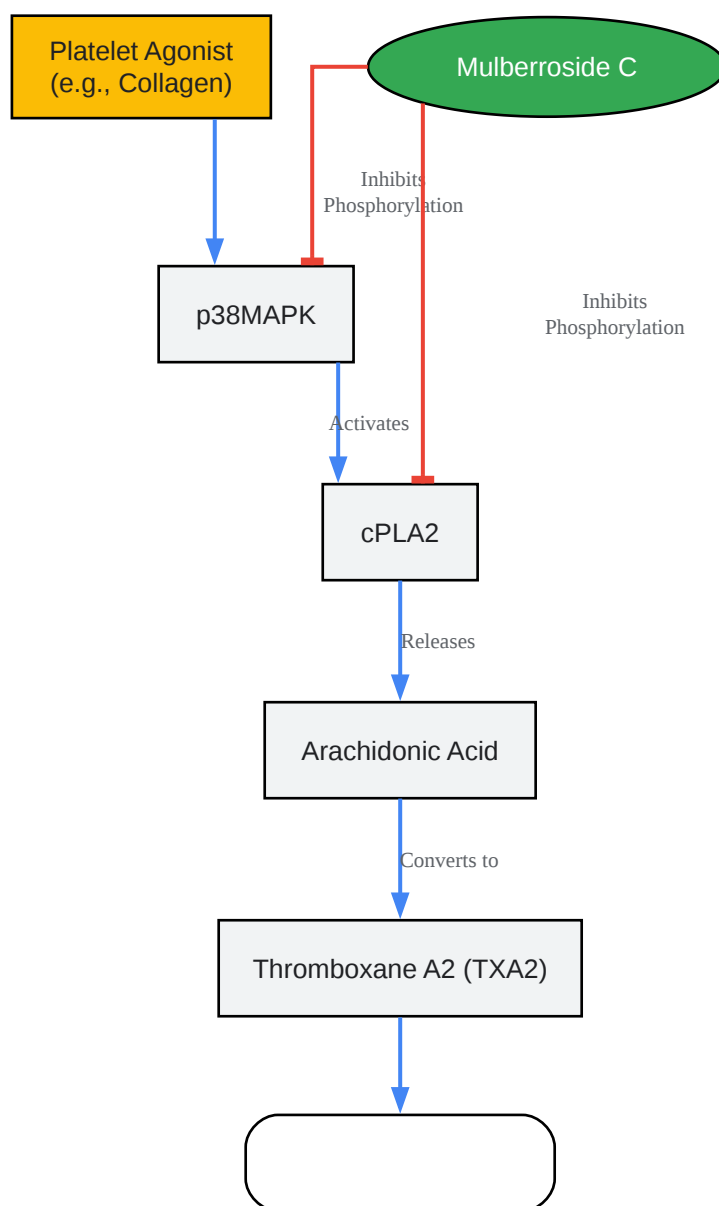 Platelet Agonist
(e.g., Collagen)
Mulberroside C
Inhibits
Phosphorylation
Inhibits
Phosphorylation
p38MAPK
Activates
cPLA2
Releases
Arachidonic Acid
Converts to
Thromboxane A2 (TXA2)